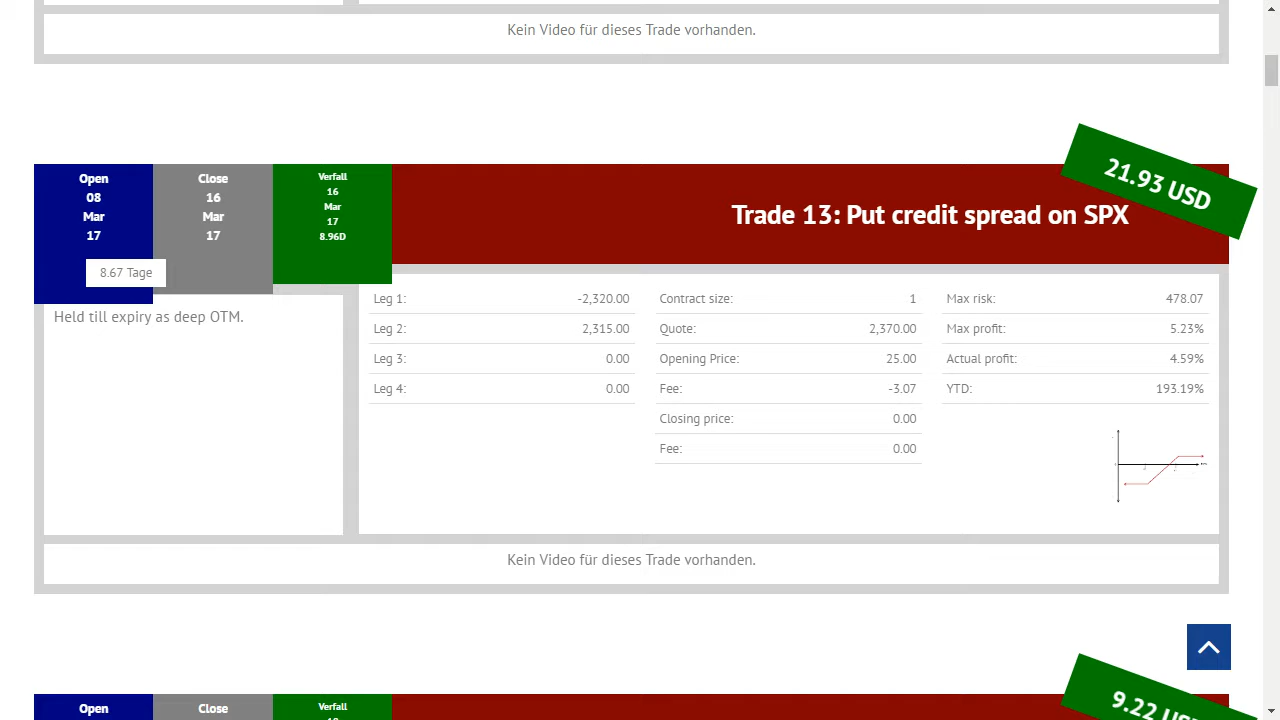 Kein Video für dieses Trade vorhanden.
21.93 USD
Open
08
Mar
17
Close
16
Mar
17
Verfall
16
Mar
17
8.96D
Trade 13: Put credit spread on SPX
8.67 Tage
Held till expiry as deep OTM.
Leg 1: -2,320.00
Leg 2: 2,315.00
Leg 3: 0.00
Leg 4: 0.00
Contract size: 1
Quote: 2,370.00
Opening Price: 25.00
Fee: -3.07
Closing price: 0.00
Fee: 0.00
Max risk: 478.07
Max profit: 5.23%
Actual profit: 4.59%
YTD: 193.19%
Kein Video für dieses Trade vorhanden.
9.22 USD
Open
Close
Verfall